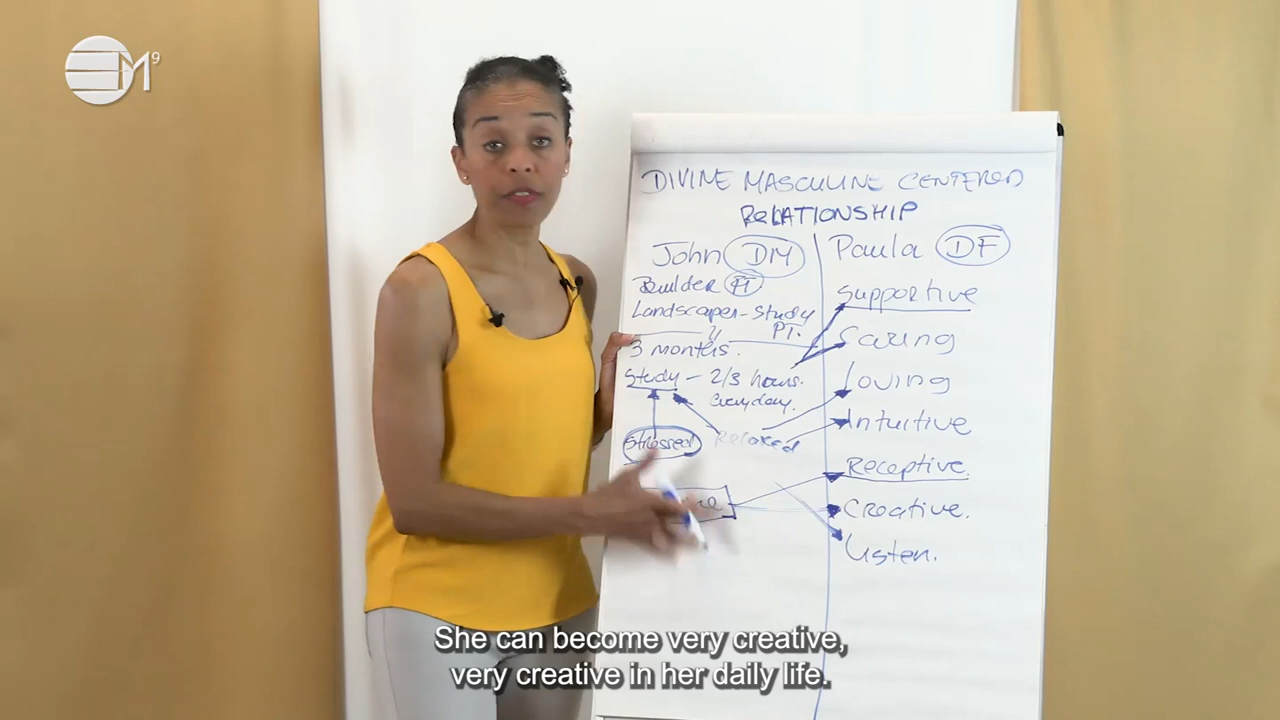 EM9
DIVINE MASCULINE CENTERED
RELATIONSHIP
John DM
Paula DF
Builder FT
Landscaper - Study
PT.
3 months.
Study - 2/3 hours.
Everyday.
Stressed
Relaxed
Supportive
Caring
loving
Intuitive
Receptive.
Creative.
Listen.
She can become very creative,
very creative in her daily life.